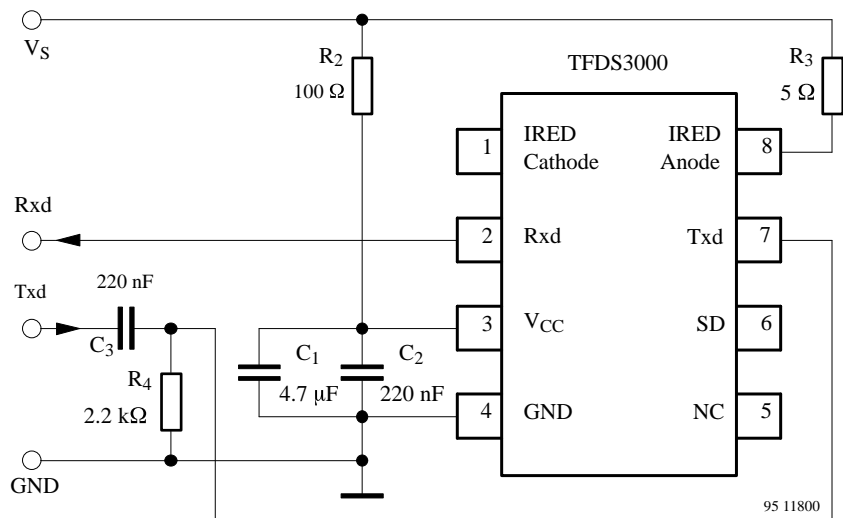 V_S
R_2
100 Ω
TFDS3000
R_3
5 Ω
1
IRED
Cathode
IRED
Anode
8
Rxd
2
Rxd
Txd
7
Txd
220 nF
C_3
3
V_CC
SD
6
R_4
2.2 kΩ
C_1
4.7 µF
C_2
220 nF
4
GND
NC
5
GND
95 11800